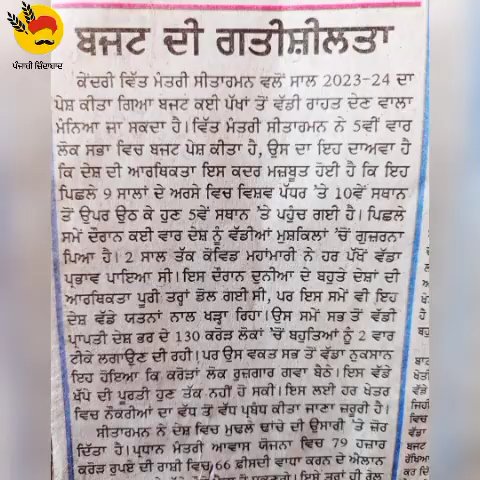 ਪੰਜਾਬੀ ਜ਼ਿੰਦਾਬਾਦ
ਬਜਟ ਦੀ ਗਤੀਸ਼ੀਲਤਾ
ਕੇਂਦਰੀ ਵਿੱਤ ਮੰਤਰੀ ਸੀਤਾਰਮਨ ਵਲੋਂ ਸਾਲ 2023-24 ਦਾ
ਪੇਸ਼ ਕੀਤਾ ਗਿਆ ਬਜਟ ਕਈ ਪੱਖਾਂ ਤੋਂ ਵੱਡੀ ਰਾਹਤ ਦੇਣ ਵਾਲਾ
ਮੰਨਿਆ ਜਾ ਸਕਦਾ ਹੈ। ਵਿੱਤ ਮੰਤਰੀ ਸੀਤਾਰਮਨ ਨੇ 5ਵੀਂ ਵਾਰ
ਲੋਕ ਸਭਾ ਵਿਚ ਬਜਟ ਪੇਸ਼ ਕੀਤਾ ਹੈ, ਉਸ ਦਾ ਇਹ ਦਾਅਵਾ ਹੈ
ਕਿ ਦੇਸ਼ ਦੀ ਆਰਥਿਕਤਾ ਇਸ ਕਦਰ ਮਜ਼ਬੂਤ ਹੋਈ ਹੈ ਕਿ ਇਹ
ਪਿਛਲੇ 9 ਸਾਲਾਂ ਦੇ ਅਰਸੇ ਵਿਚ ਵਿਸ਼ਵ ਪੱਧਰ 'ਤੇ 10ਵੇਂ ਸਥਾਨ
ਤੋਂ ਉਪਰ ਉਠ ਕੇ ਹੁਣ 5ਵੇਂ ਸਥਾਨ 'ਤੇ ਪਹੁੰਚ ਗਈ ਹੈ। ਪਿਛਲੇ
ਸਮੇਂ ਦੌਰਾਨ ਕਈ ਵਾਰ ਦੇਸ਼ ਨੂੰ ਵੱਡੀਆਂ ਮੁਸ਼ਕਿਲਾਂ 'ਚੋਂ ਗੁਜ਼ਰਨਾ
ਪਿਆ ਹੈ। 2 ਸਾਲ ਤੱਕ ਕੋਵਿਡ ਮਹਾਂਮਾਰੀ ਨੇ ਹਰ ਪੱਖੋਂ ਵੱਡਾ
ਪ੍ਰਭਾਵ ਪਾਇਆ ਸੀ। ਇਸ ਦੌਰਾਨ ਦੁਨੀਆ ਦੇ ਬਹੁਤੇ ਦੇਸ਼ਾਂ ਦੀ
ਆਰਥਿਕਤਾ ਪੂਰੀ ਤਰ੍ਹਾਂ ਡੋਲ ਗਈ ਸੀ, ਪਰ ਇਸ ਸਮੇਂ ਵੀ ਇਹ
ਦੇਸ਼ ਵੱਡੇ ਯਤਨਾਂ ਨਾਲ ਖੜ੍ਹਾ ਰਿਹਾ। ਉਸ ਸਮੇਂ ਸਭ ਤੋਂ ਵੱਡੀ
ਪ੍ਰਾਪਤੀ ਦੇਸ਼ ਭਰ ਦੇ 130 ਕਰੋੜ ਲੋਕਾਂ 'ਚੋਂ ਬਹੁਤਿਆਂ ਨੂੰ 2 ਵਾਰ
ਟੀਕੇ ਲਗਾਉਣ ਦੀ ਰਹੀ। ਪਰ ਉਸ ਵਕਤ ਸਭ ਤੋਂ ਵੱਡਾ ਨੁਕਸਾਨ
ਇਹ ਹੋਇਆ ਕਿ ਕਰੋੜਾਂ ਲੋਕ ਰੁਜ਼ਗਾਰ ਗਵਾ ਬੈਠੇ। ਇਸ ਵੱਡੇ
ਖੱਪੇ ਦੀ ਪੂਰਤੀ ਹੁਣ ਤੱਕ ਨਹੀਂ ਹੋ ਸਕੀ। ਇਸ ਲਈ ਹਰ ਖੇਤਰ
ਵਿਚ ਨੌਕਰੀਆਂ ਦਾ ਵੱਧ ਤੋਂ ਵੱਧ ਪ੍ਰਬੰਧ ਕੀਤਾ ਜਾਣਾ ਜ਼ਰੂਰੀ ਹੈ।
ਸੀਤਾਰਮਨ ਨੇ ਦੇਸ਼ ਵਿਚ ਮੁਢਲੇ ਢਾਂਚੇ ਦੀ ਉਸਾਰੀ 'ਤੇ ਜ਼ੋਰ
ਦਿੱਤਾ ਹੈ। ਪ੍ਰਧਾਨ ਮੰਤਰੀ ਆਵਾਸ ਯੋਜਨਾ ਵਿਚ 79 ਹਜ਼ਾਰ
ਕਰੋੜ ਰੁਪਏ ਦੀ ਰਾਸ਼ੀ ਵਿਚ 66 ਫ਼ੀਸਦੀ ਵਾਧਾ ਕਰਨ ਦੇ ਐਲਾਨ